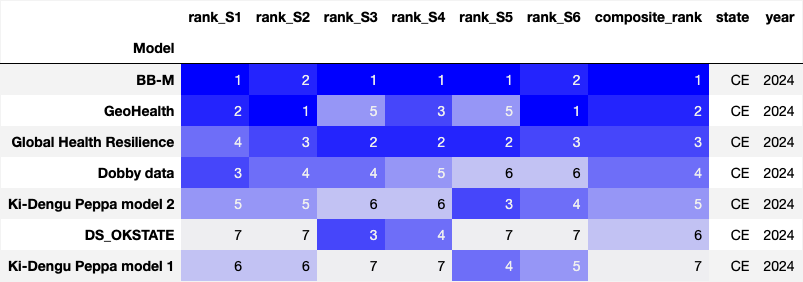 rank_S1 rank_S2 rank_S3 rank_S4 rank_S5 rank_S6 composite_rank state year
Model
BB-M 1 2 1 1 1 2 1 CE 2024
GeoHealth 2 1 5 3 5 1 2 CE 2024
Global Health Resilience 4 3 2 2 2 3 3 CE 2024
Dobby data 3 4 4 5 6 6 4 CE 2024
Ki-Dengu Peppa model 2 5 5 6 6 3 4 5 CE 2024
DS_OKSTATE 7 7 3 4 7 7 6 CE 2024
Ki-Dengu Peppa model 1 6 6 7 7 4 5 7 CE 2024